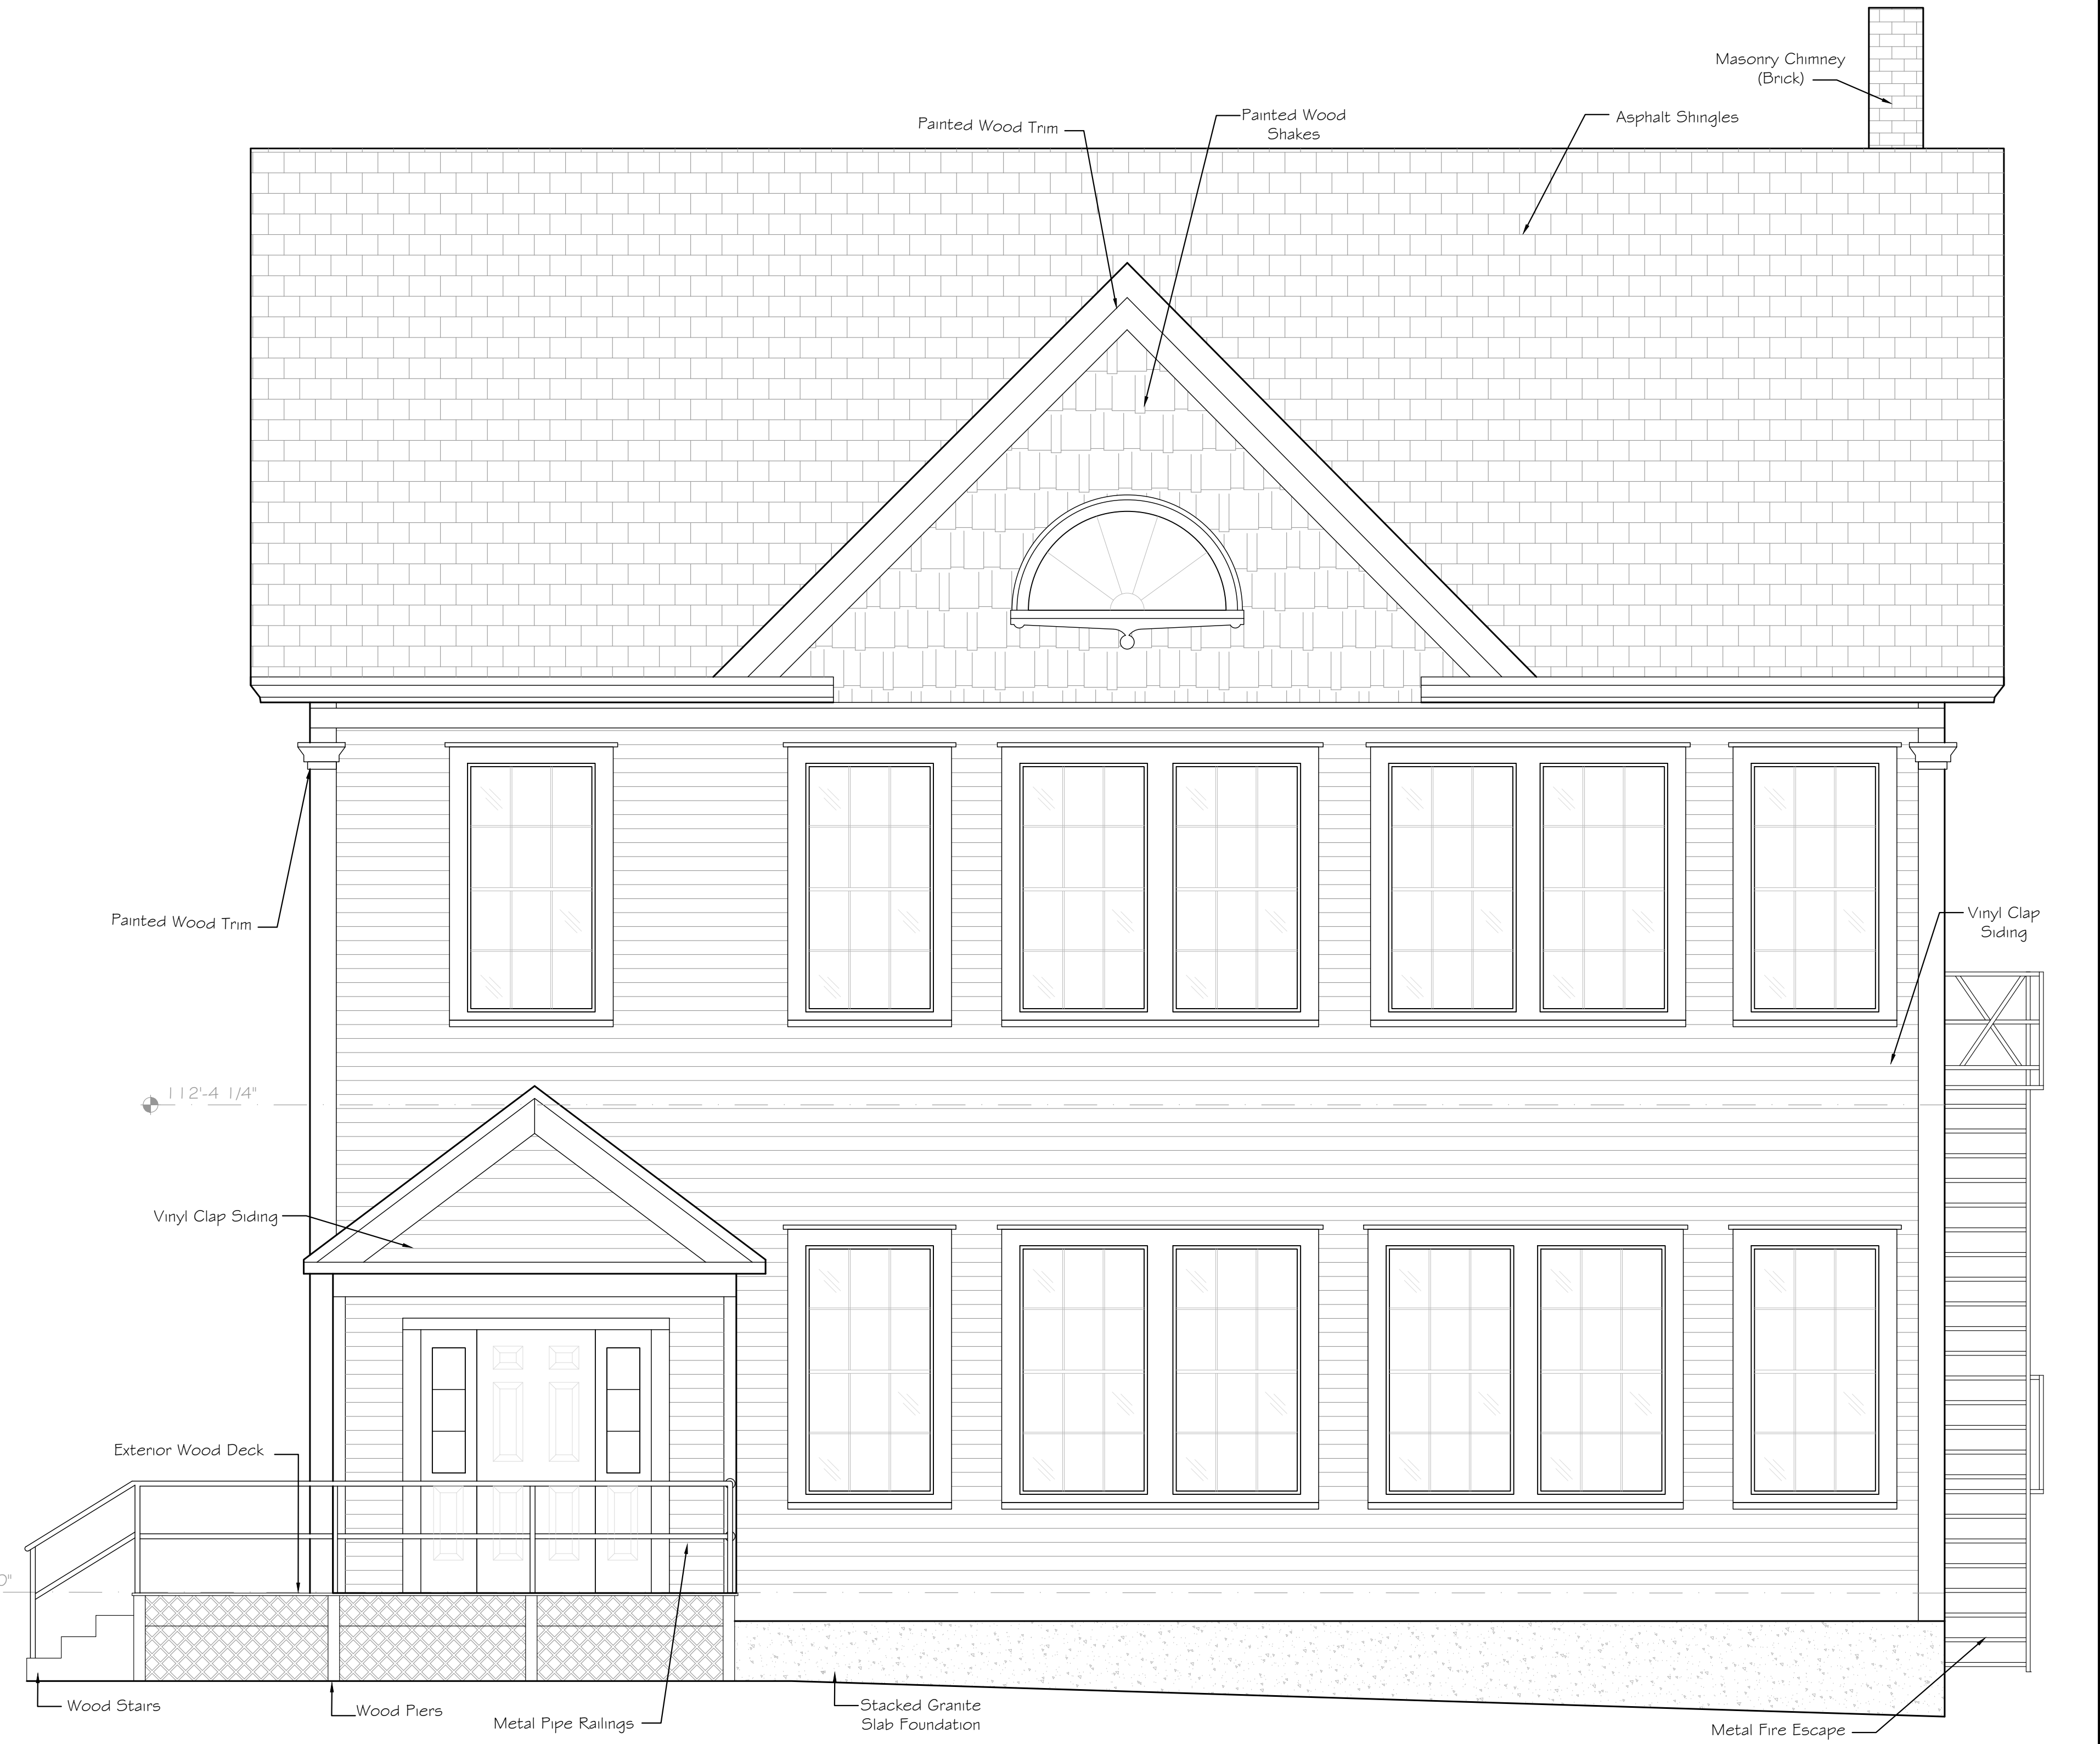 Masonry Chimney
(Brick)
Painted Wood Trim
Painted Wood
Shakes
Asphalt Shingles
Painted Wood Trim
Vinyl Clap
Siding
112'-4 1/4"
Vinyl Clap Siding
Exterior Wood Deck
0"
Wood Stairs
Wood Piers
Metal Pipe Railings
Stacked Granite
Slab Foundation
Metal Fire Escape